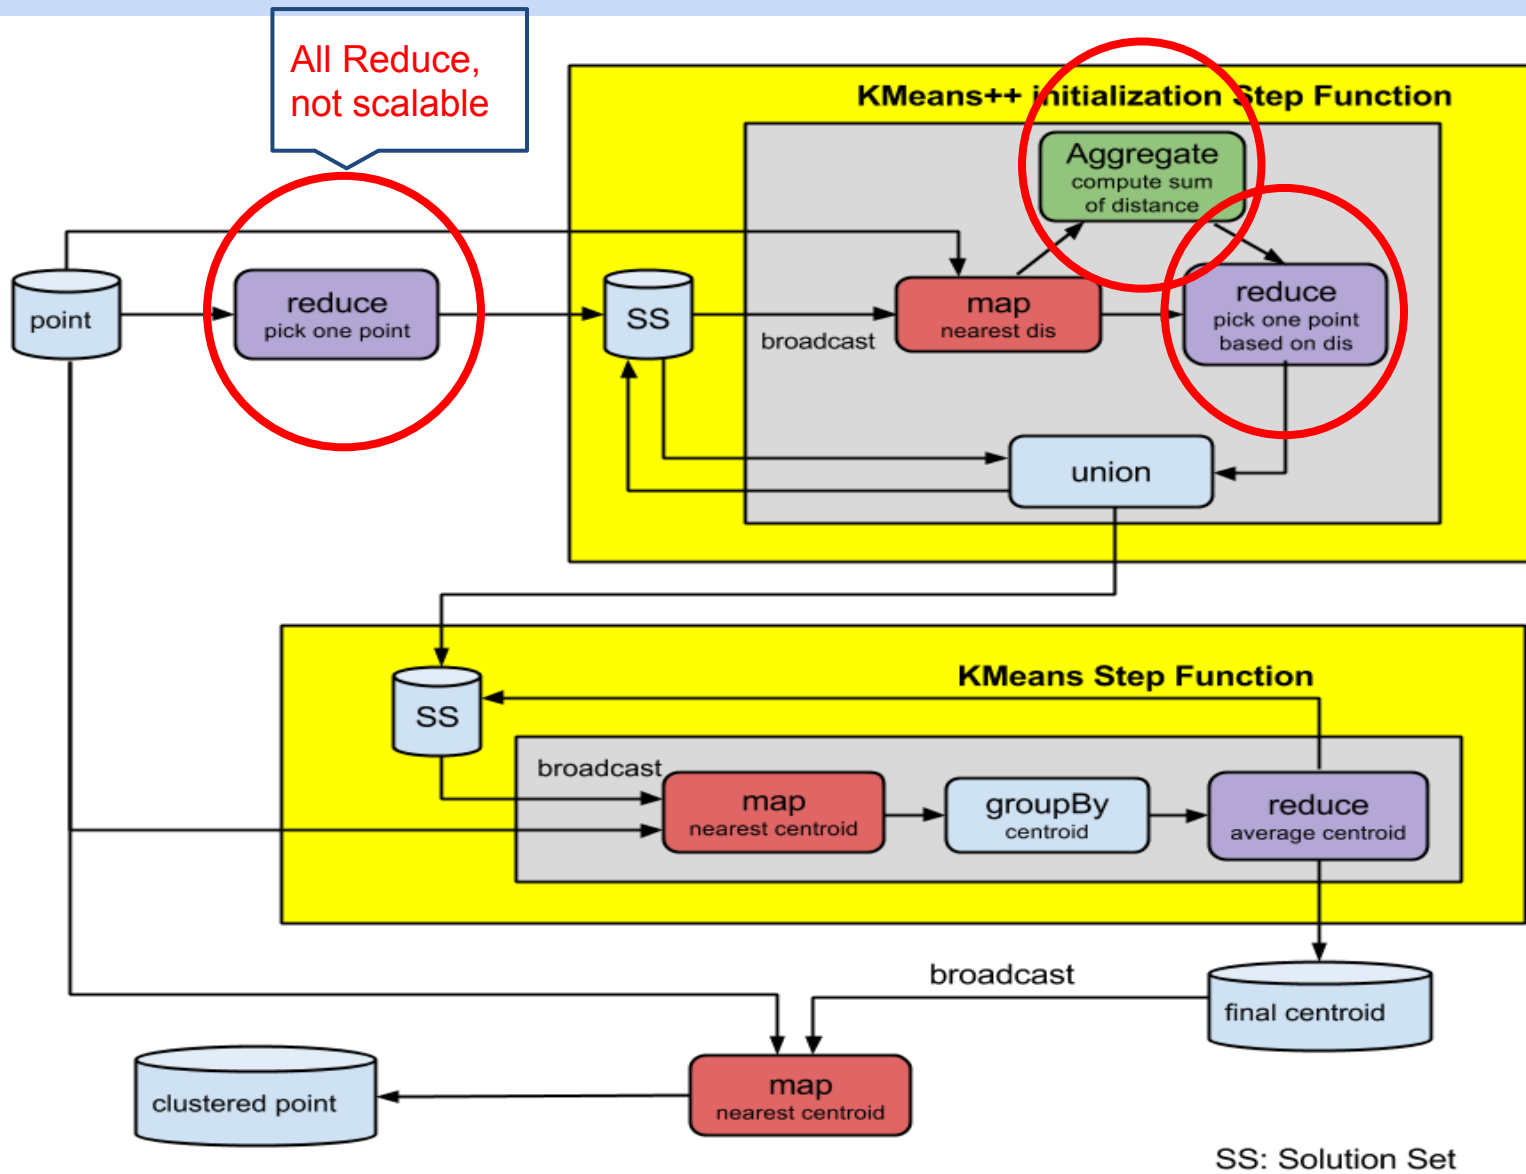 All Reduce,
not scalable
KMeans++ initialization Step Function
Aggregate
compute sum
of distance
point
reduce
pick one point
SS
broadcast
map
nearest dis
reduce
pick one point
based on dis
union
KMeans Step Function
SS
broadcast
map
nearest centroid
groupBy
centroid
reduce
average centroid
broadcast
final centroid
map
nearest centroid
clustered point
SS: Solution Set